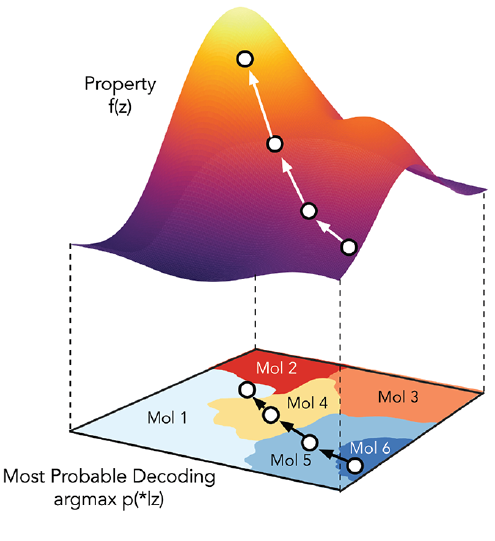 Property
f(z)
Mol 2
Mol 3
Mol 4
Mol 1
Mol 5
Mol 6
Most Probable Decoding
argmax p(*|z)